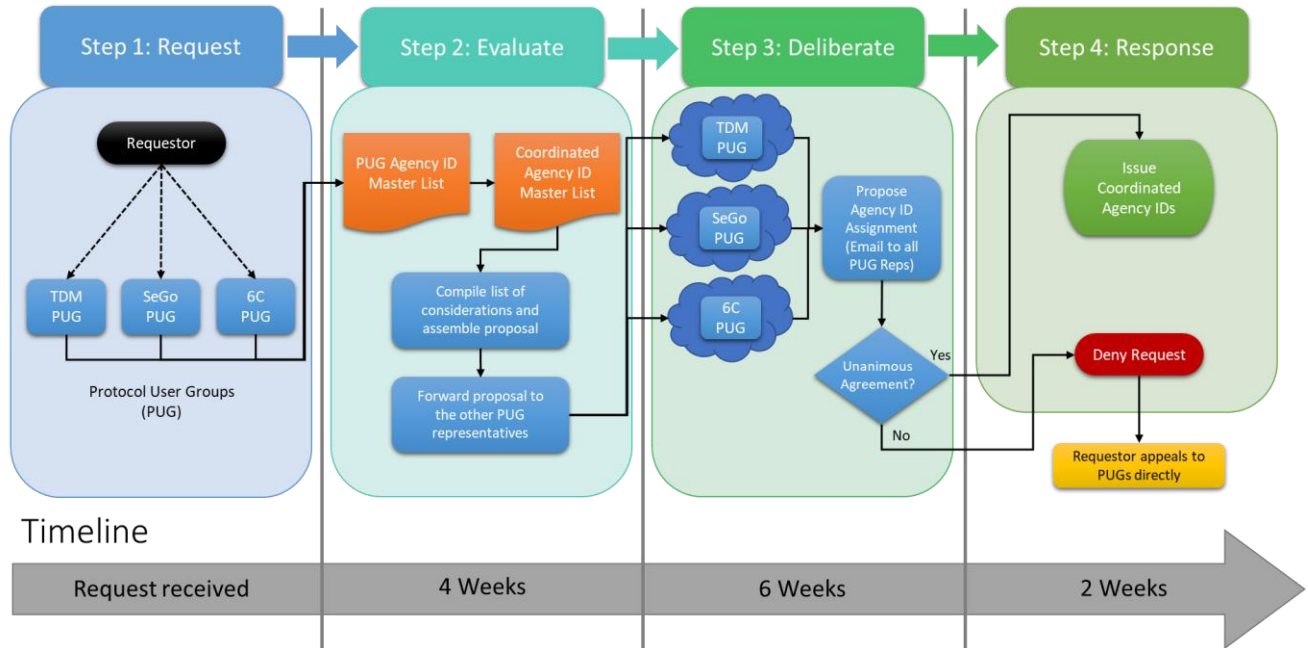 Step 1: Request
Step 2: Evaluate
Step 3: Deliberate
Step 4: Response
Requestor
TDM
PUG
SeGo
PUG
6C
PUG
Protocol User Groups
(PUG)
PUG Agency ID
Master List
Coordinated
Agency ID
Master List
Compile list of
considerations and
assemble proposal
Forward proposal to
the other PUG
representatives
TDM
PUG
SeGo
PUG
6C
PUG
Propose
Agency ID
Assignment
(Email to all
PUG Reps)
Unanimous
Agreement?
Yes
No
Issue
Coordinated
Agency IDs
Deny Request
Requestor appeals to
PUGs directly
Timeline
Request received
4 Weeks
6 Weeks
2 Weeks